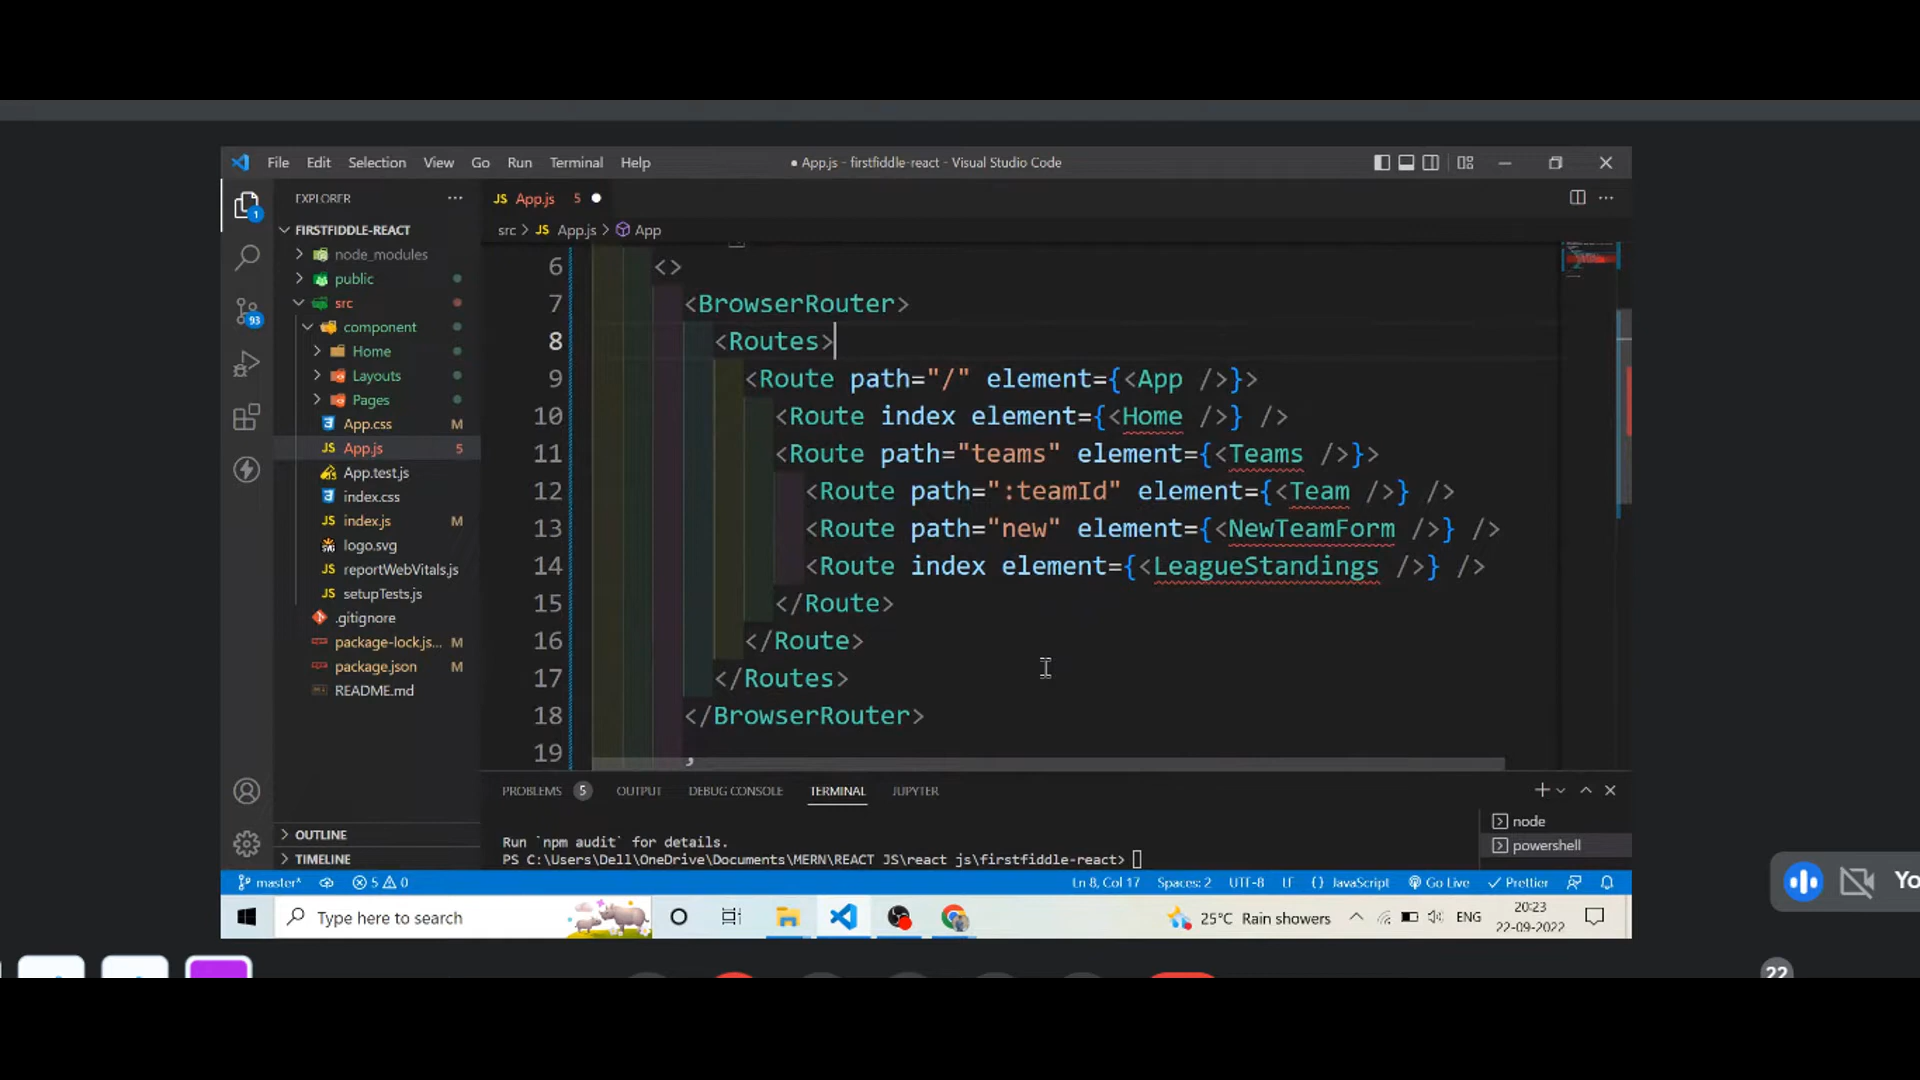 File Edit Selection View Go Run Terminal Help
● App.js - firstfiddle-react - Visual Studio Code
EXPLORER
JS App.js 5
src > JS App.js > App
FIRSTFIDDLE-REACT
node_modules
public
src
component
Home
Layouts
Pages
App.css M
JS App.js 5
App.test.js
index.css
JS index.js M
logo.svg
JS reportWebVitals.js
JS setupTests.js
.gitignore
package-lock.js... M
package.json M
README.md
OUTLINE
TIMELINE
1
93
6 <>
7 <BrowserRouter>
8 <Routes>
9 <Route path="/" element={<App />}>
10 <Route index element={<Home />} />
11 <Route path="teams" element={<Teams />}>
12 <Route path=":teamId" element={<Team />} />
13 <Route path="new" element={<NewTeamForm />} />
14 <Route index element={<LeagueStandings />} />
15 </Route>
16 </Route>
17 </Routes>
18 </BrowserRouter>
19 ;
PROBLEMS 5 OUTPUT DEBUG CONSOLE TERMINAL JUPYTER
Run `npm audit` for details.
PS C:\Users\Dell\OneDrive\Documents\MERN\REACT JS\react js\firstfiddle-react>
node
powershell
master* 5 0 Ln 8, Col 17 Spaces: 2 UTF-8 LF {} JavaScript Go Live Prettier
Type here to search
25°C Rain showers ENG
20:23
22-09-2022
Yo
22